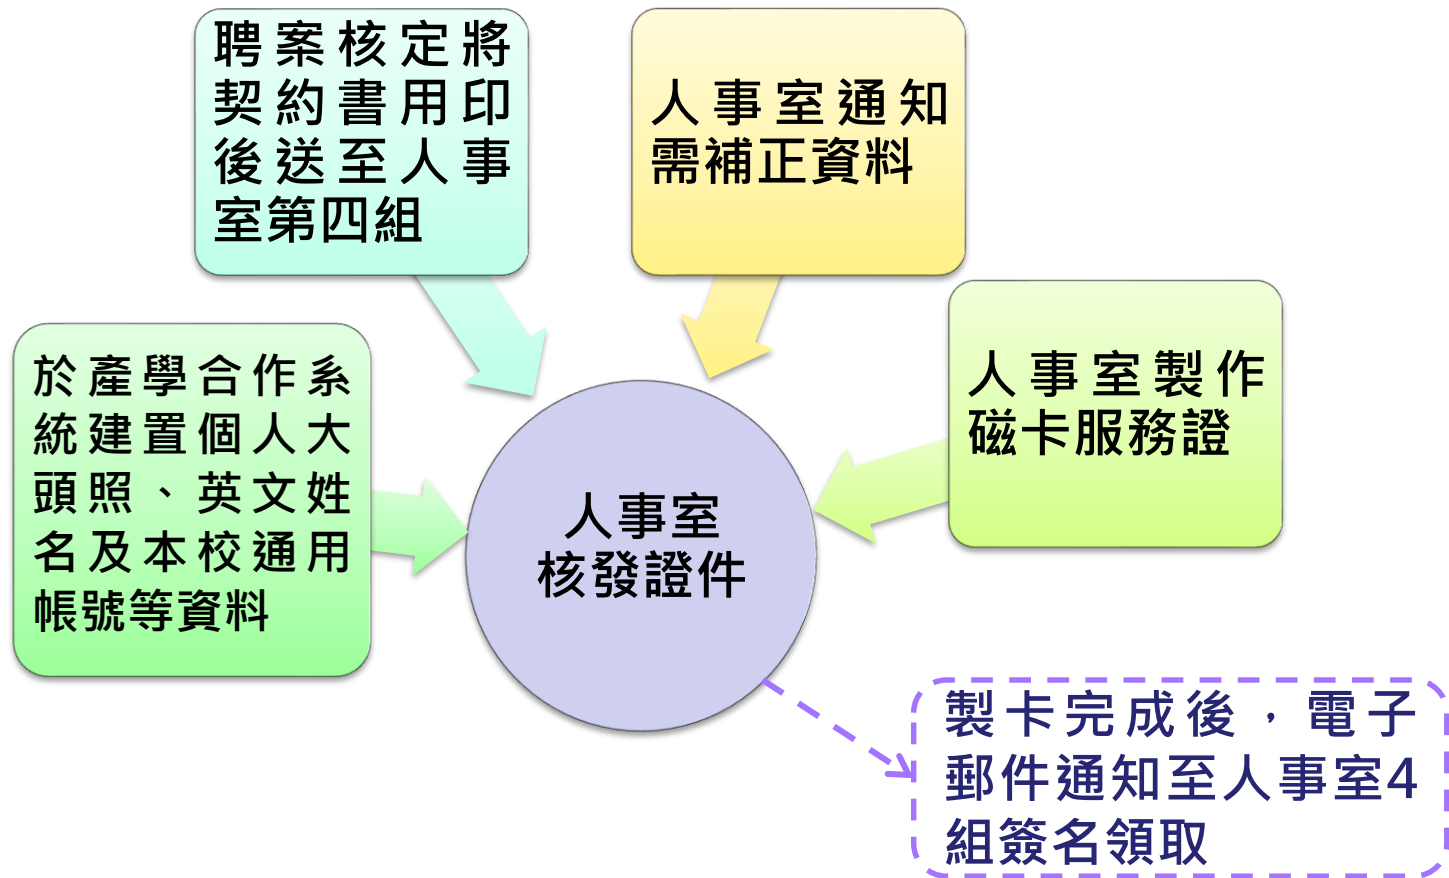 聘案核定將
契約書用印
後送至人事
室第四組
人事室通知
需補正資料
人事室製作
磁卡服務證
於產學合作系
統建置個人大
頭照、英文姓
名及本校通用
帳號等資料
人事室
核發證件
製卡完成後，電子
郵件通知至人事室4
組簽名領取